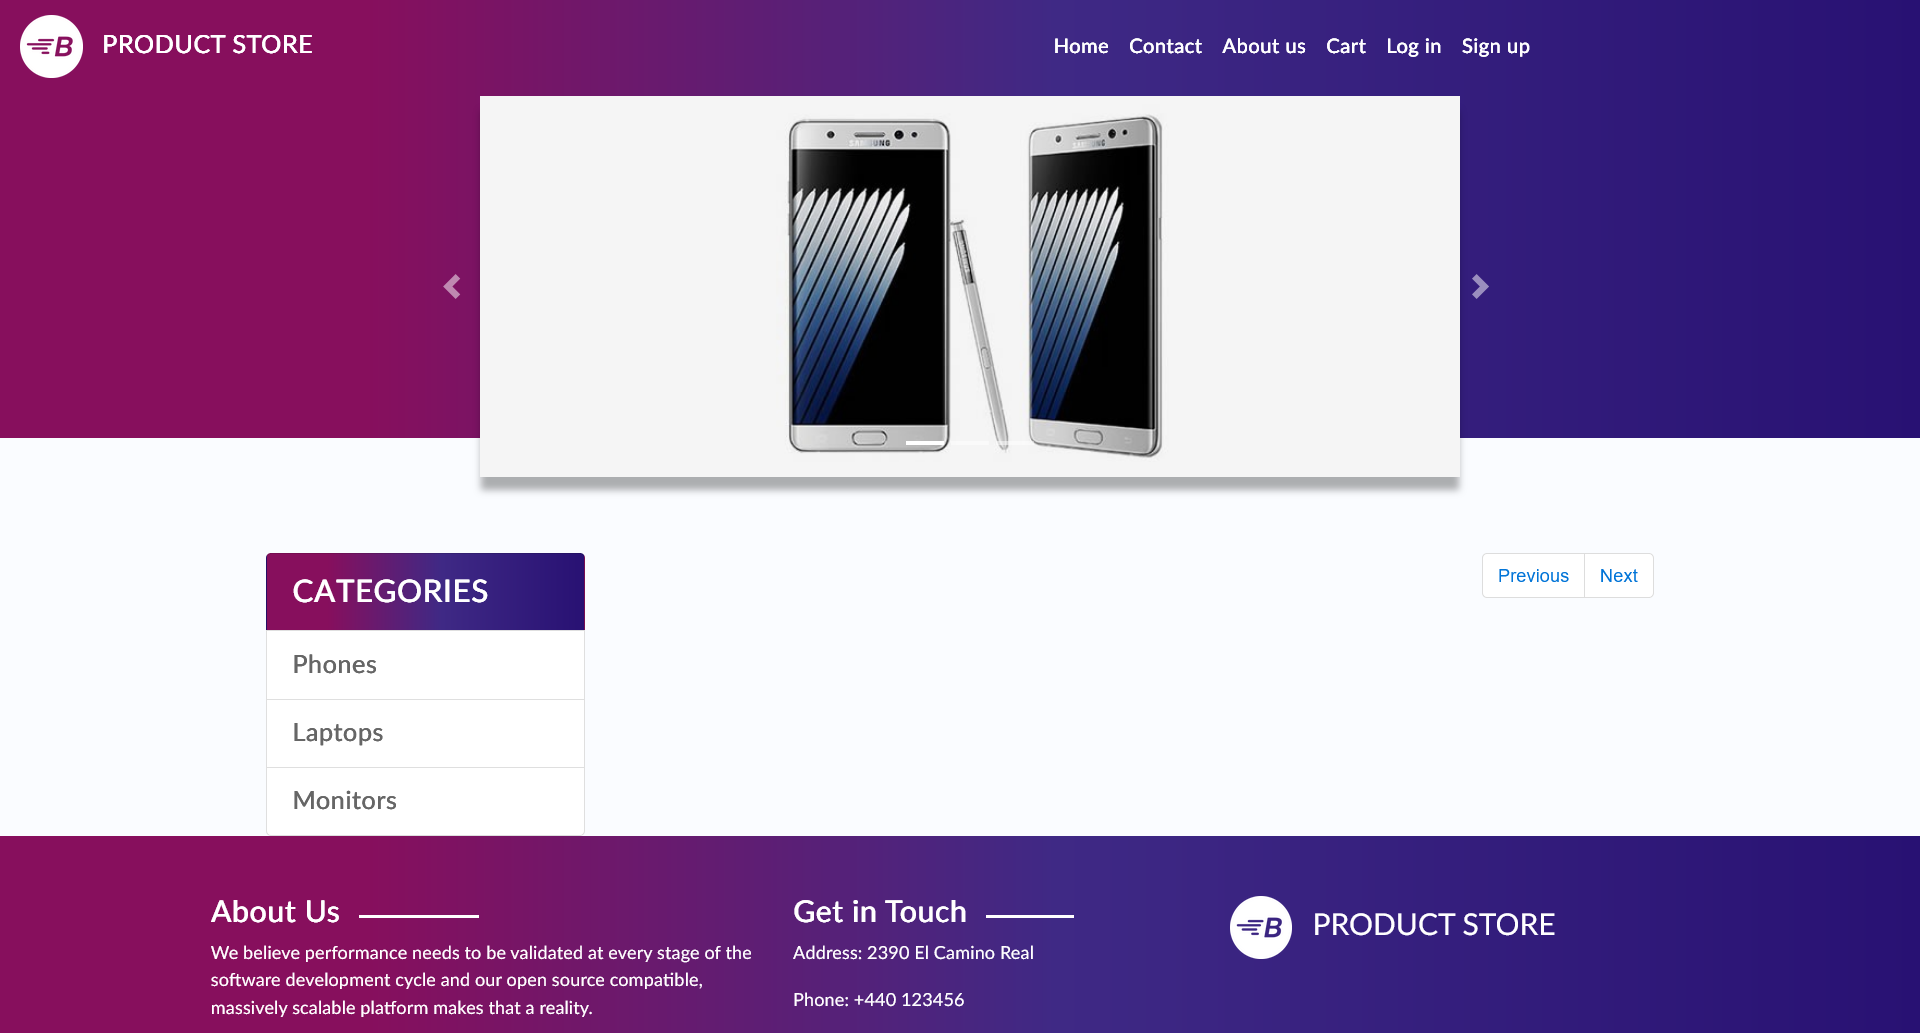 B PRODUCT STORE
Home Contact About us Cart Log in Sign up
SAMSUNG
SAMSUNG
CATEGORIES
Phones
Laptops
Monitors
Previous Next
About Us
We believe performance needs to be validated at every stage of the
software development cycle and our open source compatible,
massively scalable platform makes that a reality.
Get in Touch
Address: 2390 El Camino Real
Phone: +440 123456
B PRODUCT STORE